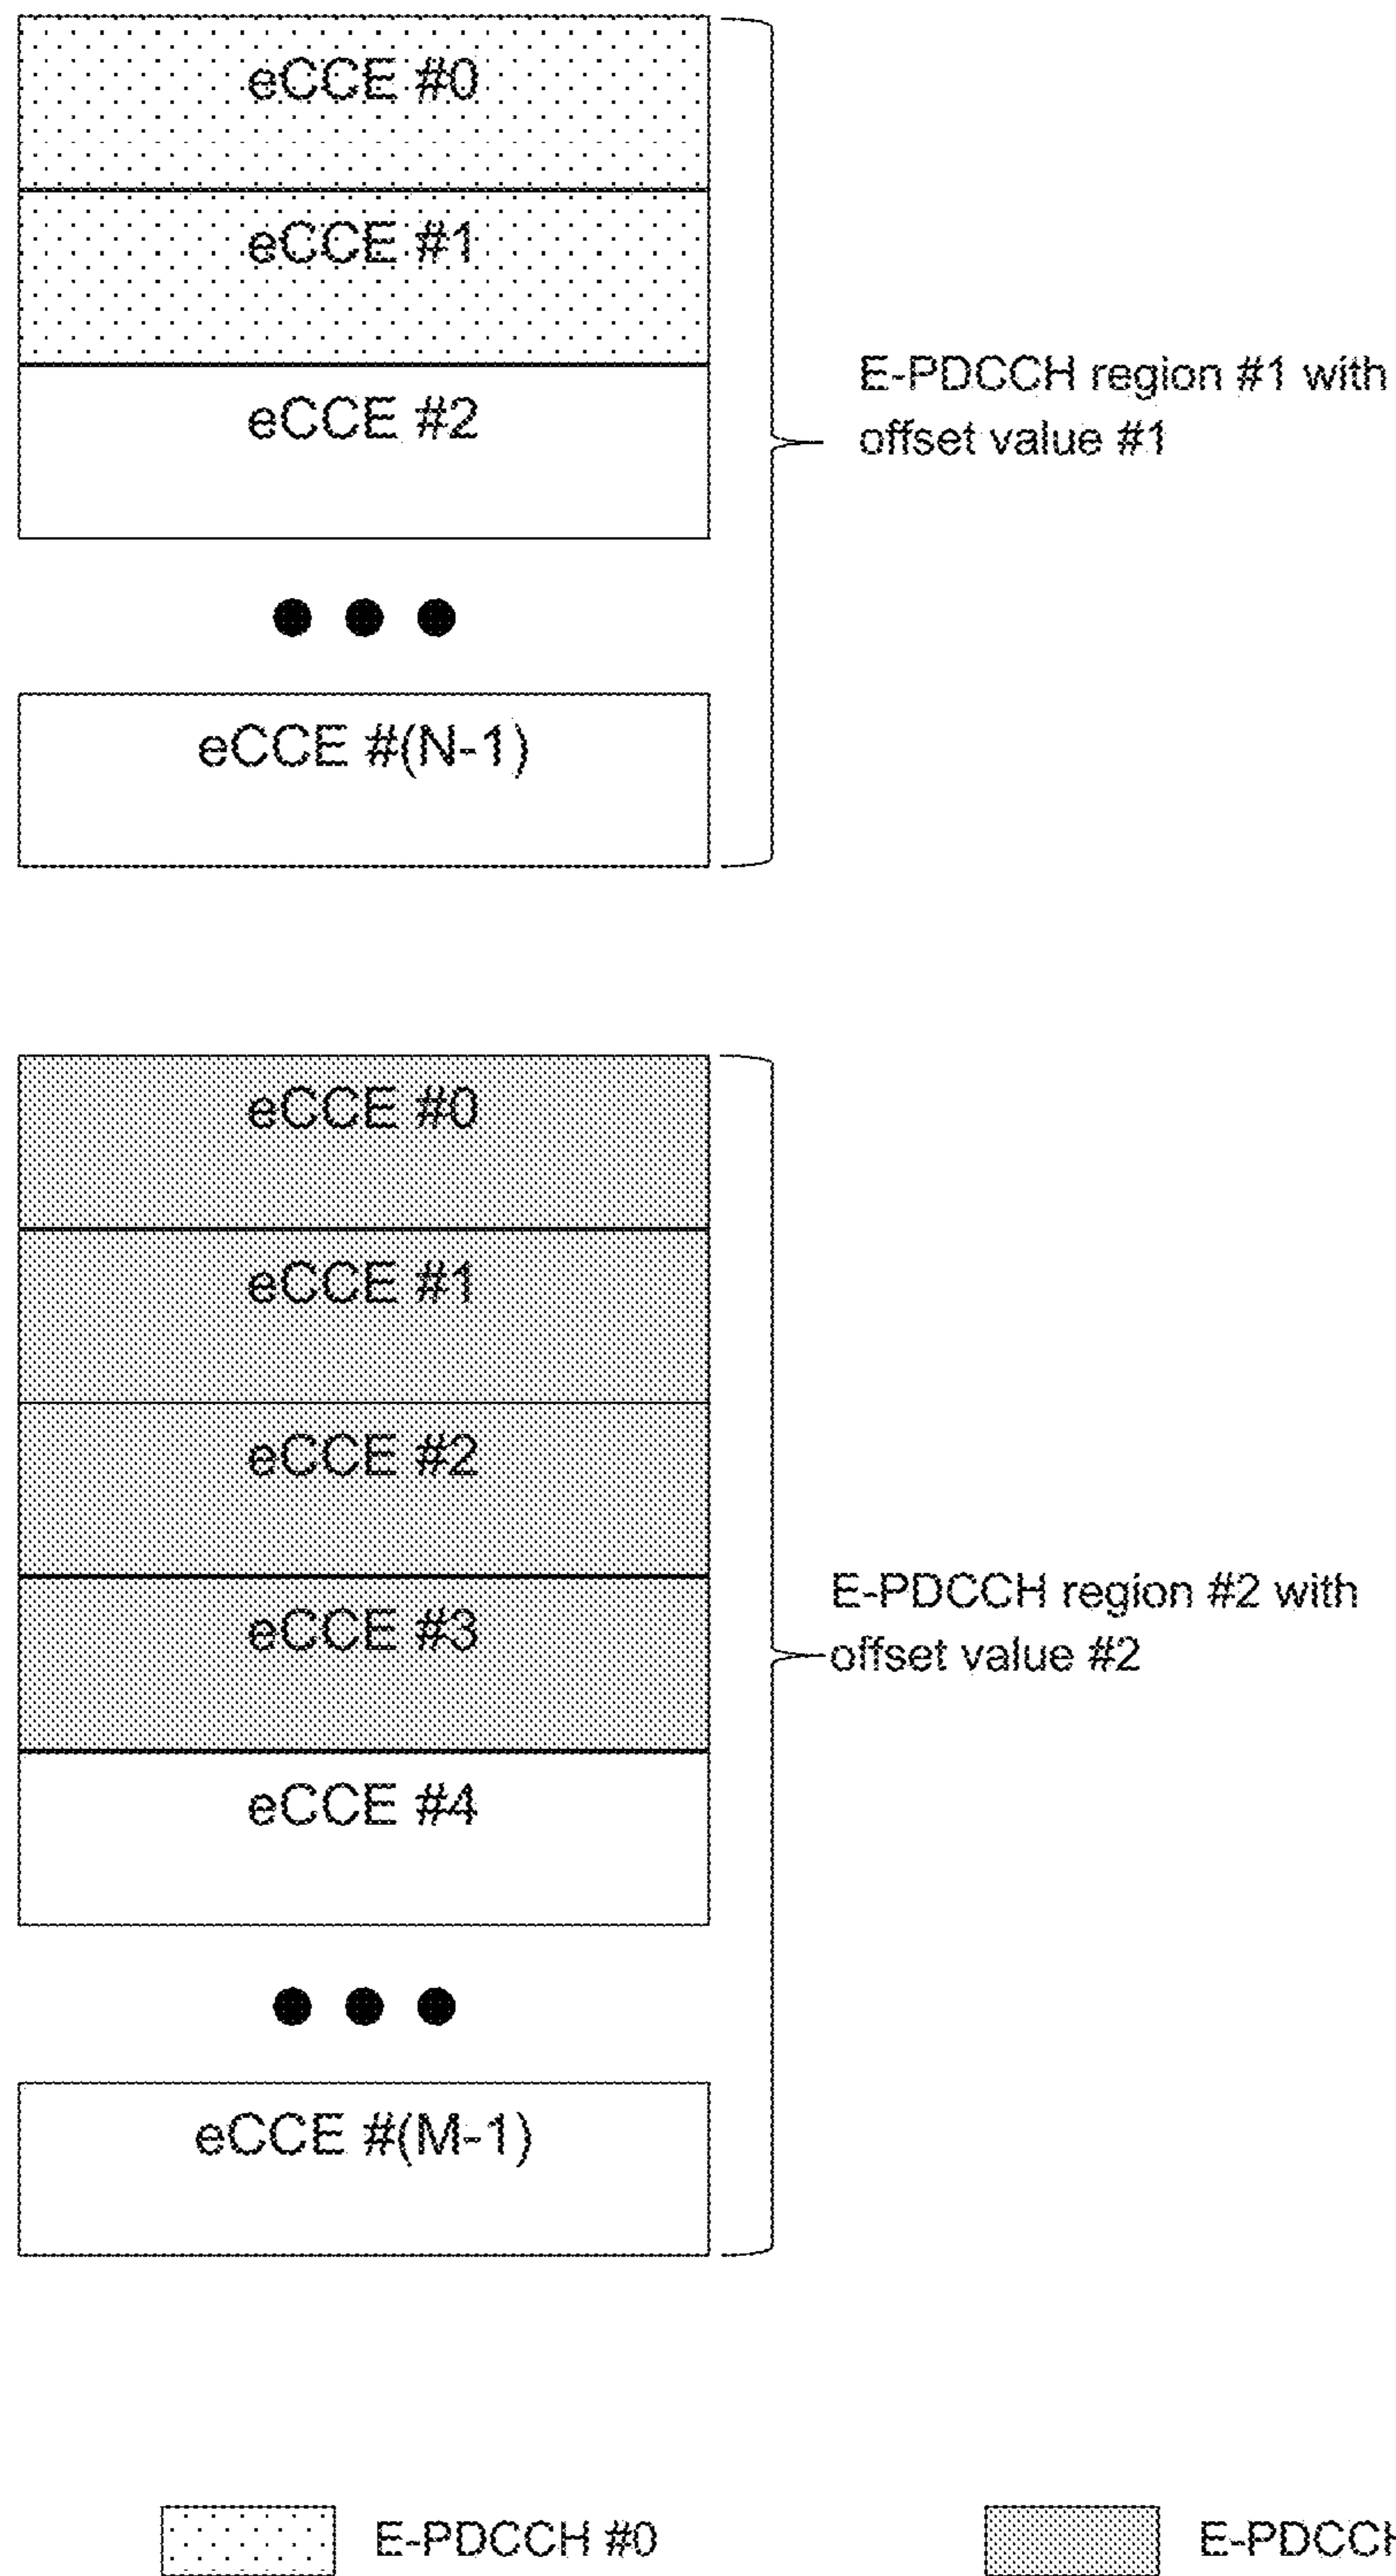 eCCE #0
eCCE #1
eCCE #2
eCCE #(N-1)
E-PDCCH region #1 with
offset value #1
eCCE #0
eCCE #1
eCCE #2
eCCE #3
eCCE #4
eCCE #(M-1)
E-PDCCH region #2 with
offset value #2
E-PDCCH #0